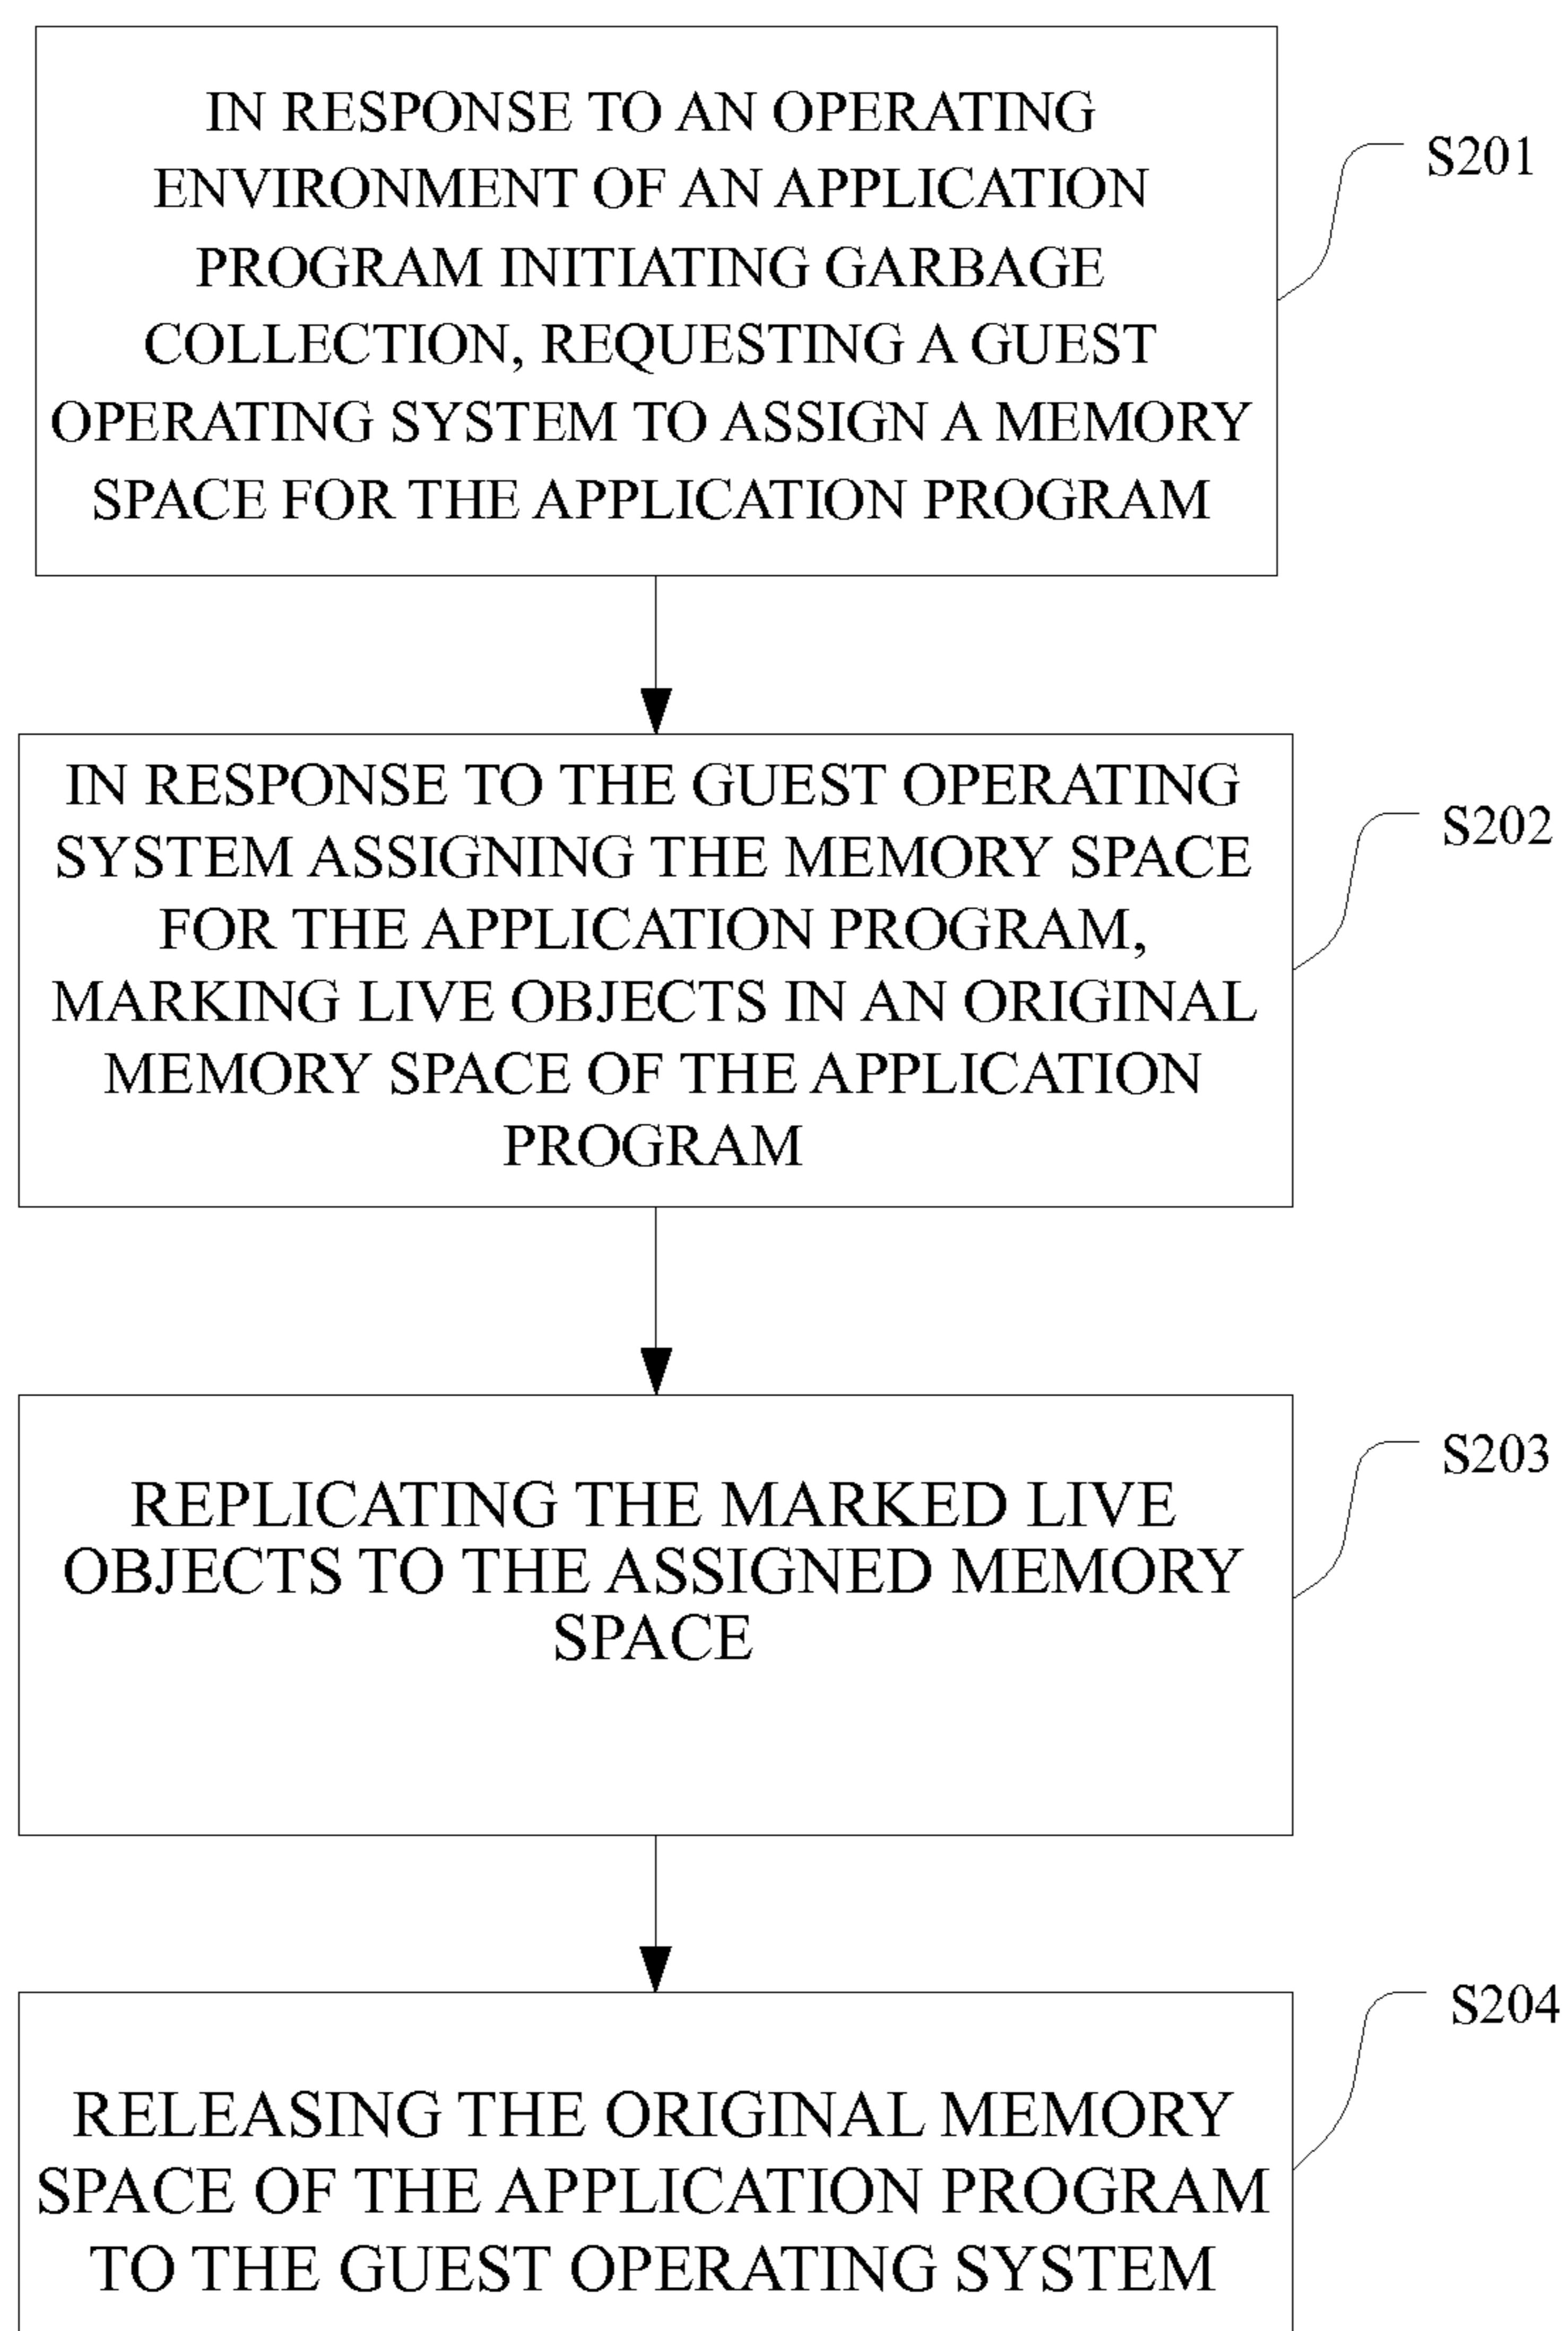 IN RESPONSE TO AN OPERATING
ENVIRONMENT OF AN APPLICATION
PROGRAM INITIATING GARBAGE
COLLECTION, REQUESTING A GUEST
OPERATING SYSTEM TO ASSIGN A MEMORY
SPACE FOR THE APPLICATION PROGRAM
S201
IN RESPONSE TO THE GUEST OPERATING
SYSTEM ASSIGNING THE MEMORY SPACE
FOR THE APPLICATION PROGRAM,
MARKING LIVE OBJECTS IN AN ORIGINAL
MEMORY SPACE OF THE APPLICATION
PROGRAM
S202
REPLICATING THE MARKED LIVE
OBJECTS TO THE ASSIGNED MEMORY
SPACE
S203
RELEASING THE ORIGINAL MEMORY
SPACE OF THE APPLICATION PROGRAM
TO THE GUEST OPERATING SYSTEM
S204